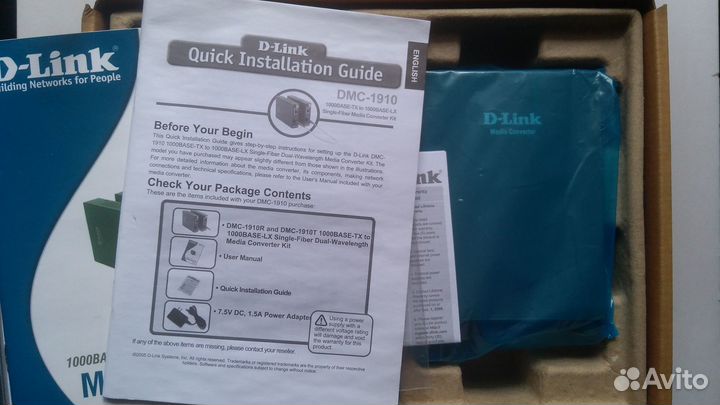 D-Link
Building Networks for People
1000BA
M
D-Link
Quick Installation Guide
ENGLISH
DMC-1910
1000BASE-TX to 1000BASE-LX
Single-Fiber Media Converter Kit
Before Your Begin
This Quick Installation Guide gives step-by-step instructions for setting up the D-Link DMC-
1910 1000BASE-TX to 1000BASE-LX Single-Fiber Dual-Wavelength Media Converter Kit. The
model you have purchased may appear slightly different from those shown in the illustrations.
For more detailed information about the media converter, its components, making network
connections and technical specifications, please refer to the User's Manual included with your
media converter.
Check Your Package Contents
These are the items included with your DMC-1910 purchase:
• DMC-1910R and DMC-1910T 1000BASE-TX to
1000BASE-LX Single-Fiber Dual-Wavelength
Media Converter Kit
• User Manual
• Quick Installation Guide
• 7.5V DC, 1.5A Power Adapter
Using a power
supply with a
different voltage rating
will damage and void
the warranty for this
product.
If any of the above items are missing, please contact your reseller.
©2005 D-Link Systems, Inc. All rights reserved. Trademarks or registered trademarks are the property of their respective
holders. Software and specifications subject to change without notice.
nk
D-Link
Media Converter
Avito